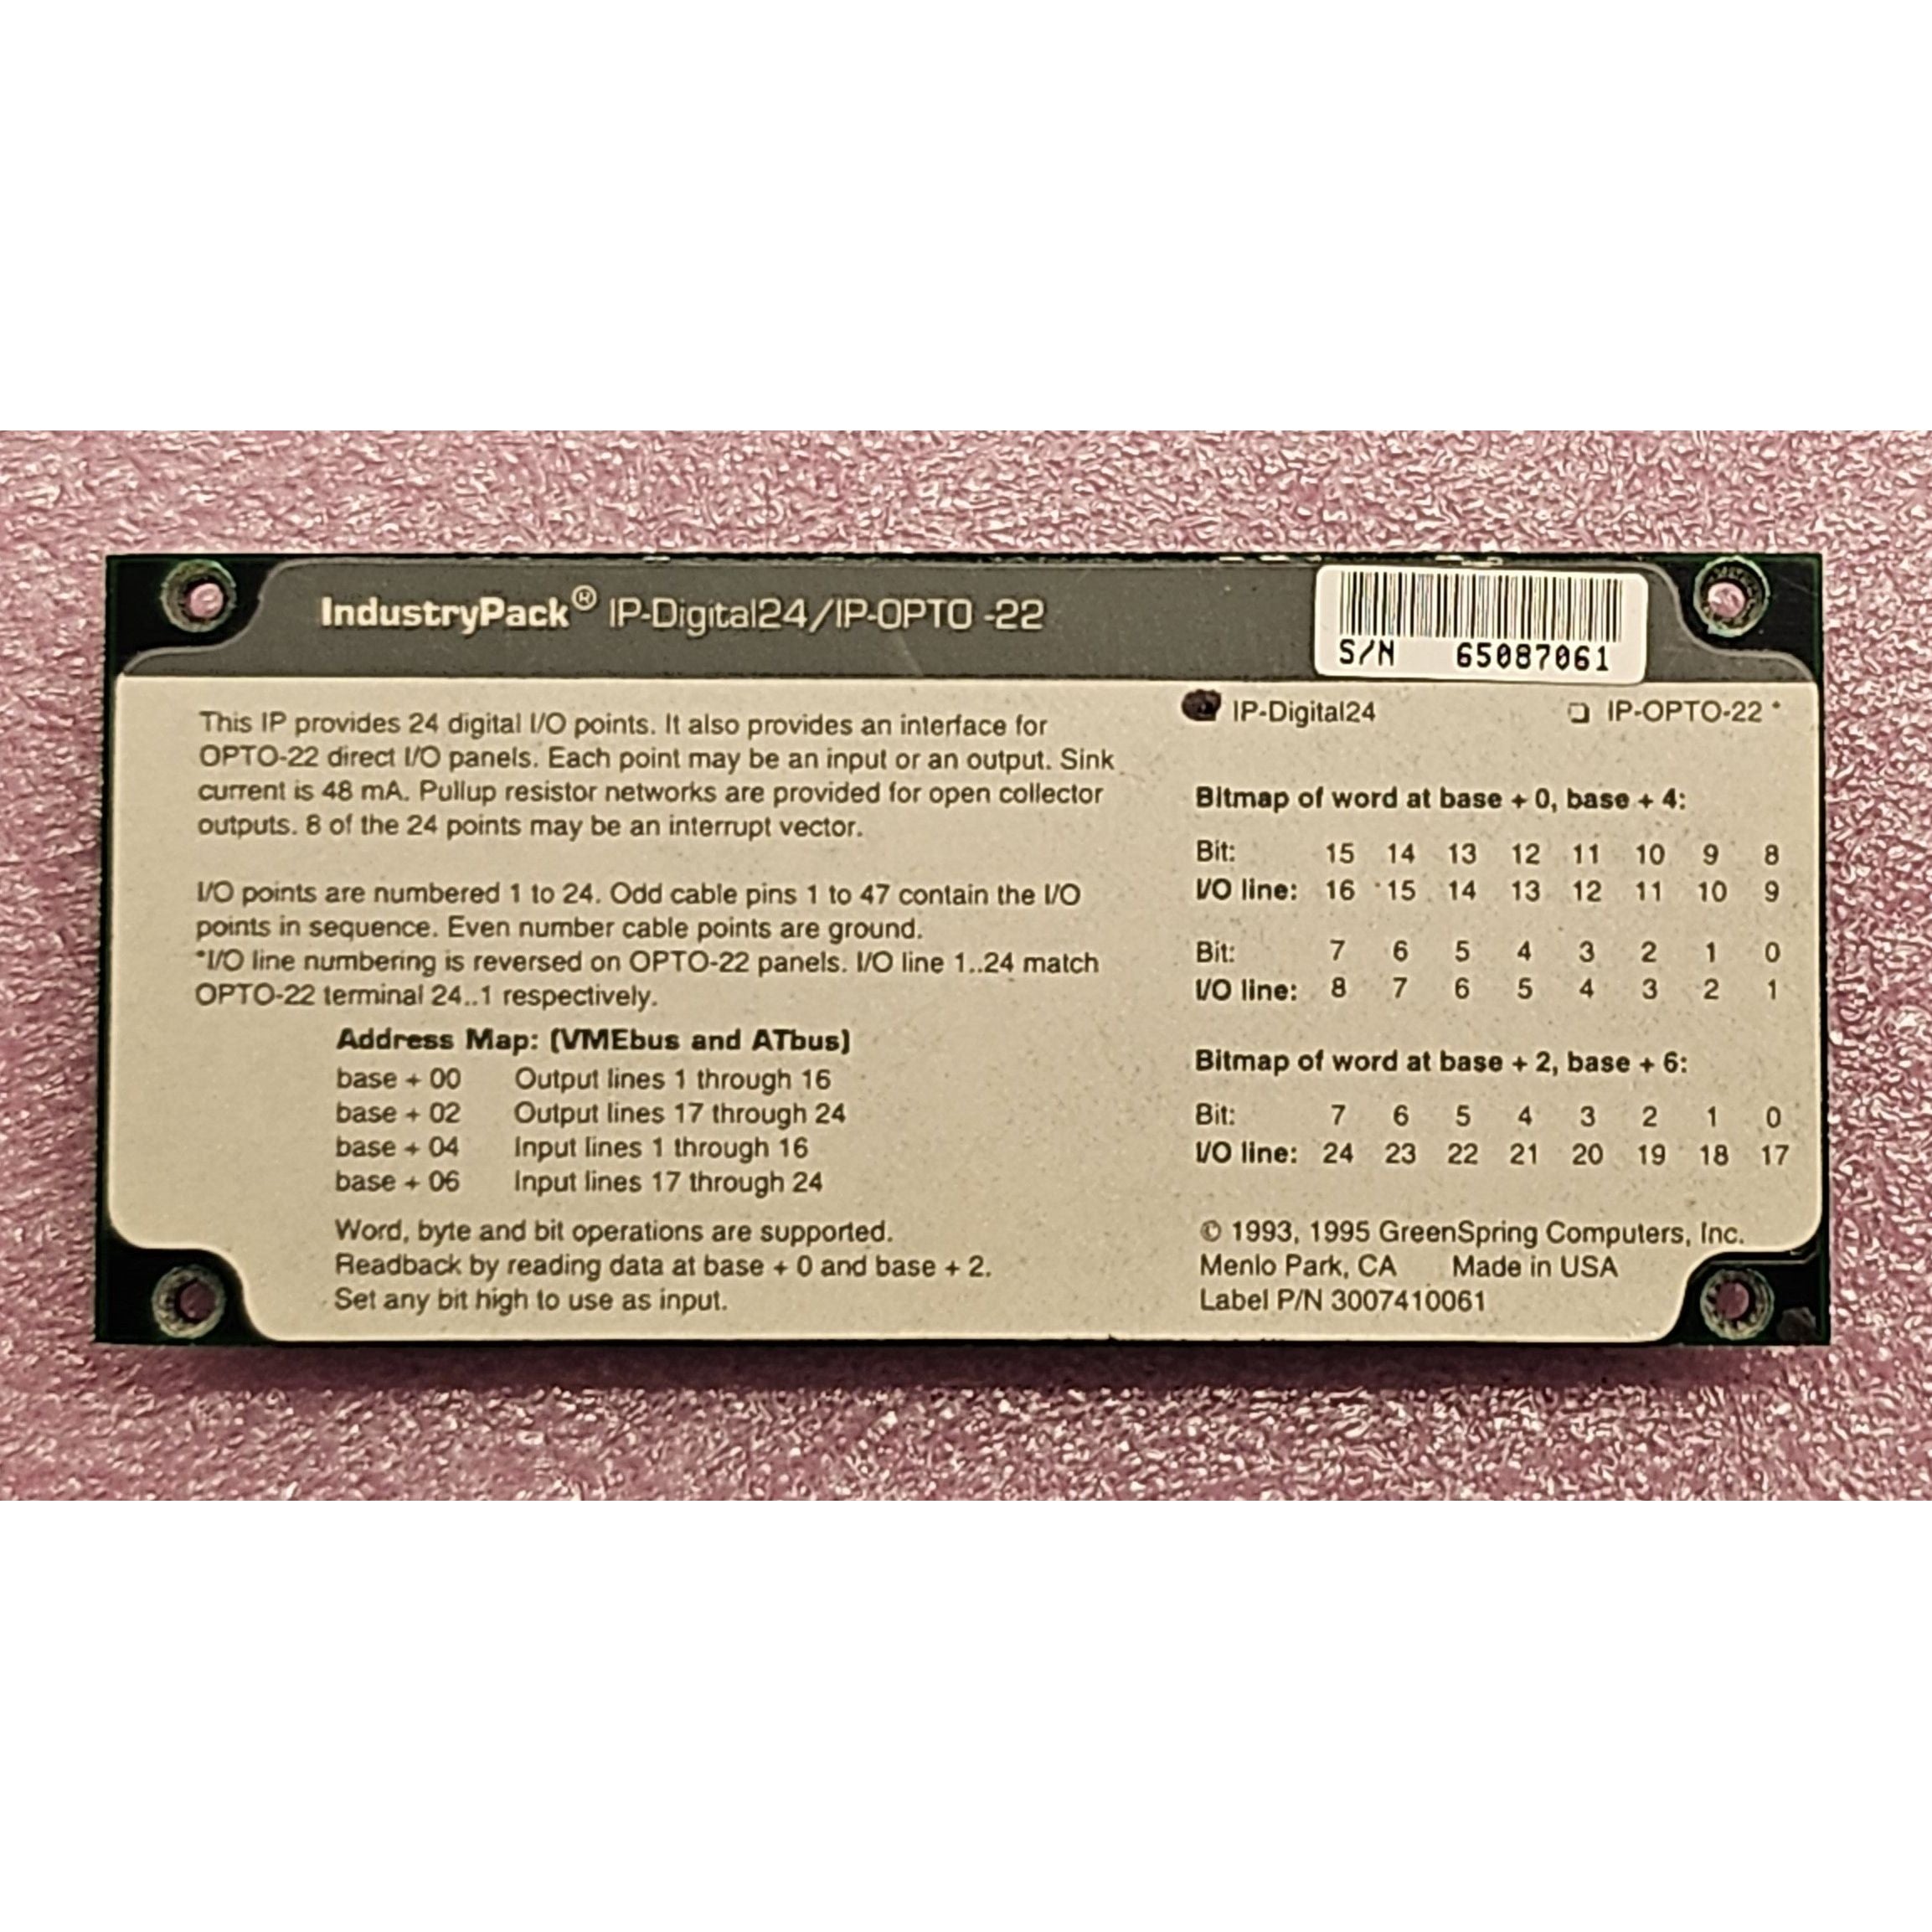 IndustryPack® IP-Digital24/IP-OPTO -22
S/N 65087061
This IP provides 24 digital I/O points. It also provides an interface for
OPTO-22 direct I/O panels. Each point may be an input or an output. Sink
current is 48 mA. Pullup resistor networks are provided for open collector
outputs. 8 of the 24 points may be an interrupt vector.
I/O points are numbered 1 to 24. Odd cable pins 1 to 47 contain the I/O
points in sequence. Even number cable points are ground.
*I/O line numbering is reversed on OPTO-22 panels. I/O line 1..24 match
OPTO-22 terminal 24..1 respectively.
Address Map: (VMEbus and ATbus)
base + 00 Output lines 1 through 16
base + 02 Output lines 17 through 24
base + 04 Input lines 1 through 16
base + 06 Input lines 17 through 24
Word, byte and bit operations are supported.
Readback by reading data at base + 0 and base + 2.
Set any bit high to use as input.
IP-Digital24 IP-OPTO-22 *
Bitmap of word at base + 0, base + 4:
Bit: 15 14 13 12 11 10 9 8
I/O line: 16 15 14 13 12 11 10 9
Bit: 7 6 5 4 3 2 1 0
I/O line: 8 7 6 5 4 3 2 1
Bitmap of word at base + 2, base + 6:
Bit: 7 6 5 4 3 2 1 0
I/O line: 24 23 22 21 20 19 18 17
© 1993, 1995 GreenSpring Computers, Inc.
Menlo Park, CA Made in USA
Label P/N 3007410061